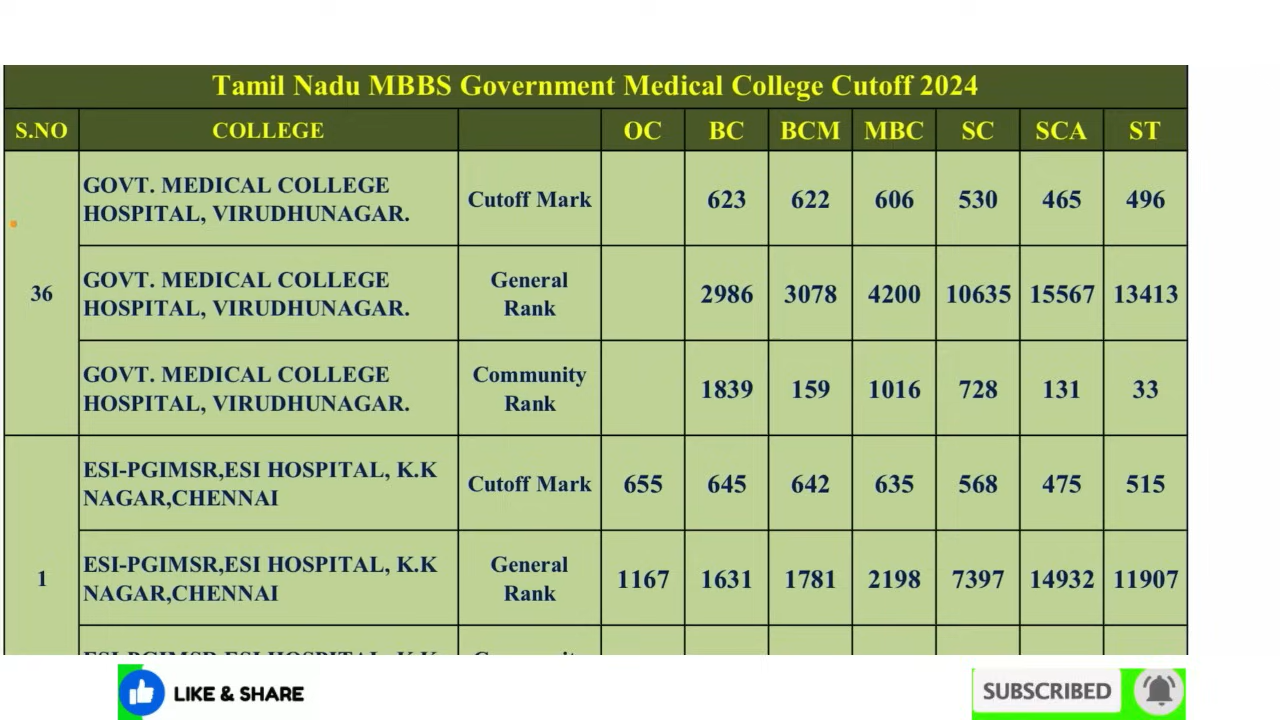 Tamil Nadu MBBS Government Medical College Cutoff 2024
S.NO COLLEGE OC BC BCM MBC SC SCA ST
36
GOVT. MEDICAL COLLEGE
HOSPITAL, VIRUDHUNAGAR.
Cutoff Mark 623 622 606 530 465 496
GOVT. MEDICAL COLLEGE
HOSPITAL, VIRUDHUNAGAR.
General
Rank
2986 3078 4200 10635 15567 13413
GOVT. MEDICAL COLLEGE
HOSPITAL, VIRUDHUNAGAR.
Community
Rank
1839 159 1016 728 131 33
1
ESI-PGIMSR,ESI HOSPITAL, K.K
NAGAR,CHENNAI
Cutoff Mark 655 645 642 635 568 475 515
ESI-PGIMSR,ESI HOSPITAL, K.K
NAGAR,CHENNAI
General
Rank
1167 1631 1781 2198 7397 14932 11907
LIKE & SHARE
SUBSCRIBED